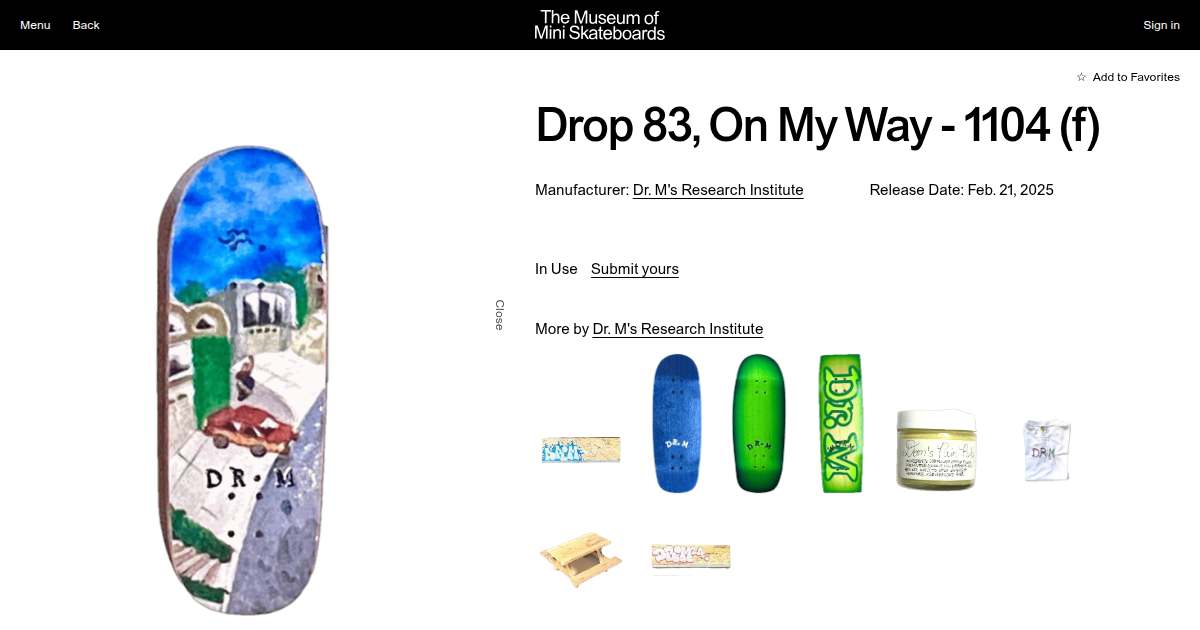 Menu
Back
The Museum of
Mini Skateboards
Sign in
☆ Add to Favorites
Drop 83, On My Way - 1104 (f)
Manufacturer: Dr. M's Research Institute
Release Date: Feb. 21, 2025
In Use
Submit yours
Close
More by Dr. M's Research Institute
DR•M
DR•M
DR•M
Dr. M
DR•M